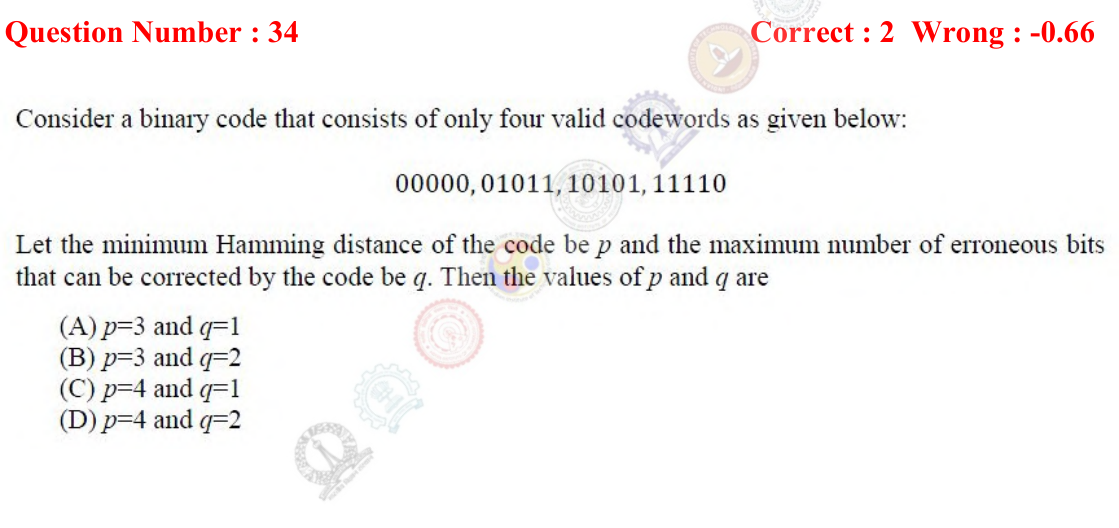 Question Number : 34 Correct : 2 Wrong : -0.66
Consider a binary code that consists of only four valid codewords as given below:
00000, 01011, 10101, 11110
Let the minimum Hamming distance of the code be p and the maximum number of erroneous bits
that can be corrected by the code be q. Then the values of p and q are
(A) p=3 and q=1
(B) p=3 and q=2
(C) p=4 and q=1
(D) p=4 and q=2